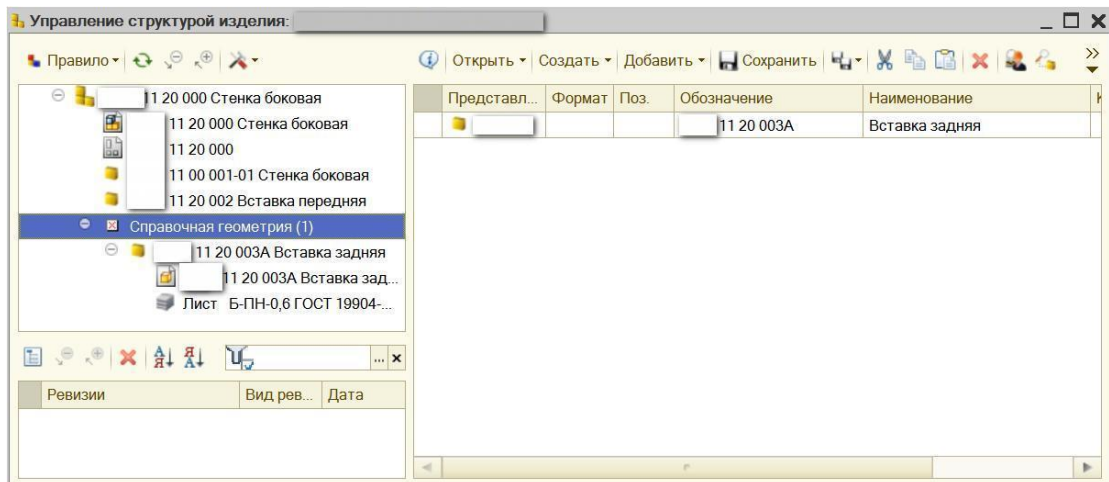 Управление структурой изделия:
Правило
Открыть Создать Добавить Сохранить
11 20 000 Стенка боковая
11 20 000 Стенка боковая
11 20 000
11 00 001-01 Стенка боковая
11 20 002 Вставка передняя
Справочная геометрия (1)
11 20 003А Вставка задняя
11 20 003А Вставка зад...
Лист Б-ПН-0,6 ГОСТ 19904-...
Ревизии Вид рев... Дата
Представл... Формат Поз. Обозначение Наименование
11 20 003А Вставка задняя